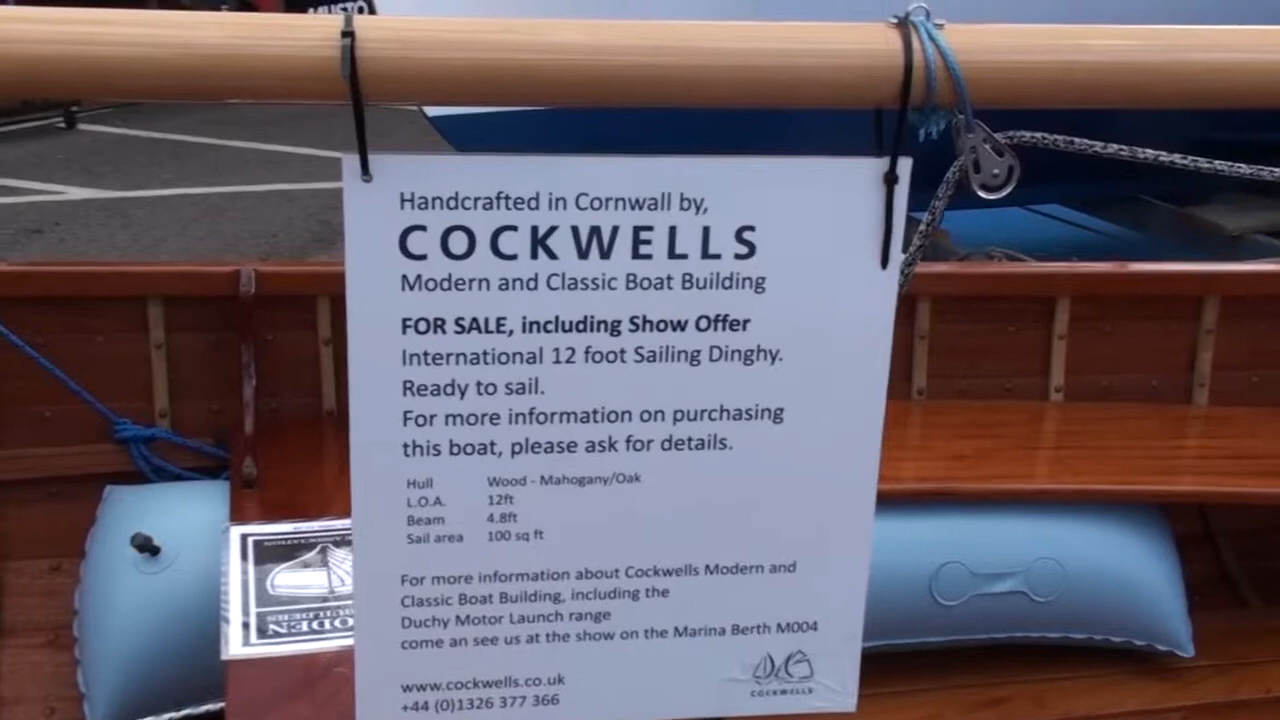 MUSTO
Handcrafted in Cornwall by,
COCKWELLS
Modern and Classic Boat Building
FOR SALE, including Show Offer
International 12 foot Sailing Dinghy.
Ready to sail.
For more information on purchasing
this boat, please ask for details.
Hull Wood - Mahogany/Oak
L.O.A. 12ft
Beam 4.8ft
Sail area 100 sq ft
For more information about Cockwells Modern and
Classic Boat Building, including the
Duchy Motor Launch range
come an see us at the show on the Marina Berth M004
www.cockwells.co.uk
+44 (0)1326 377 366
COCKWELLS